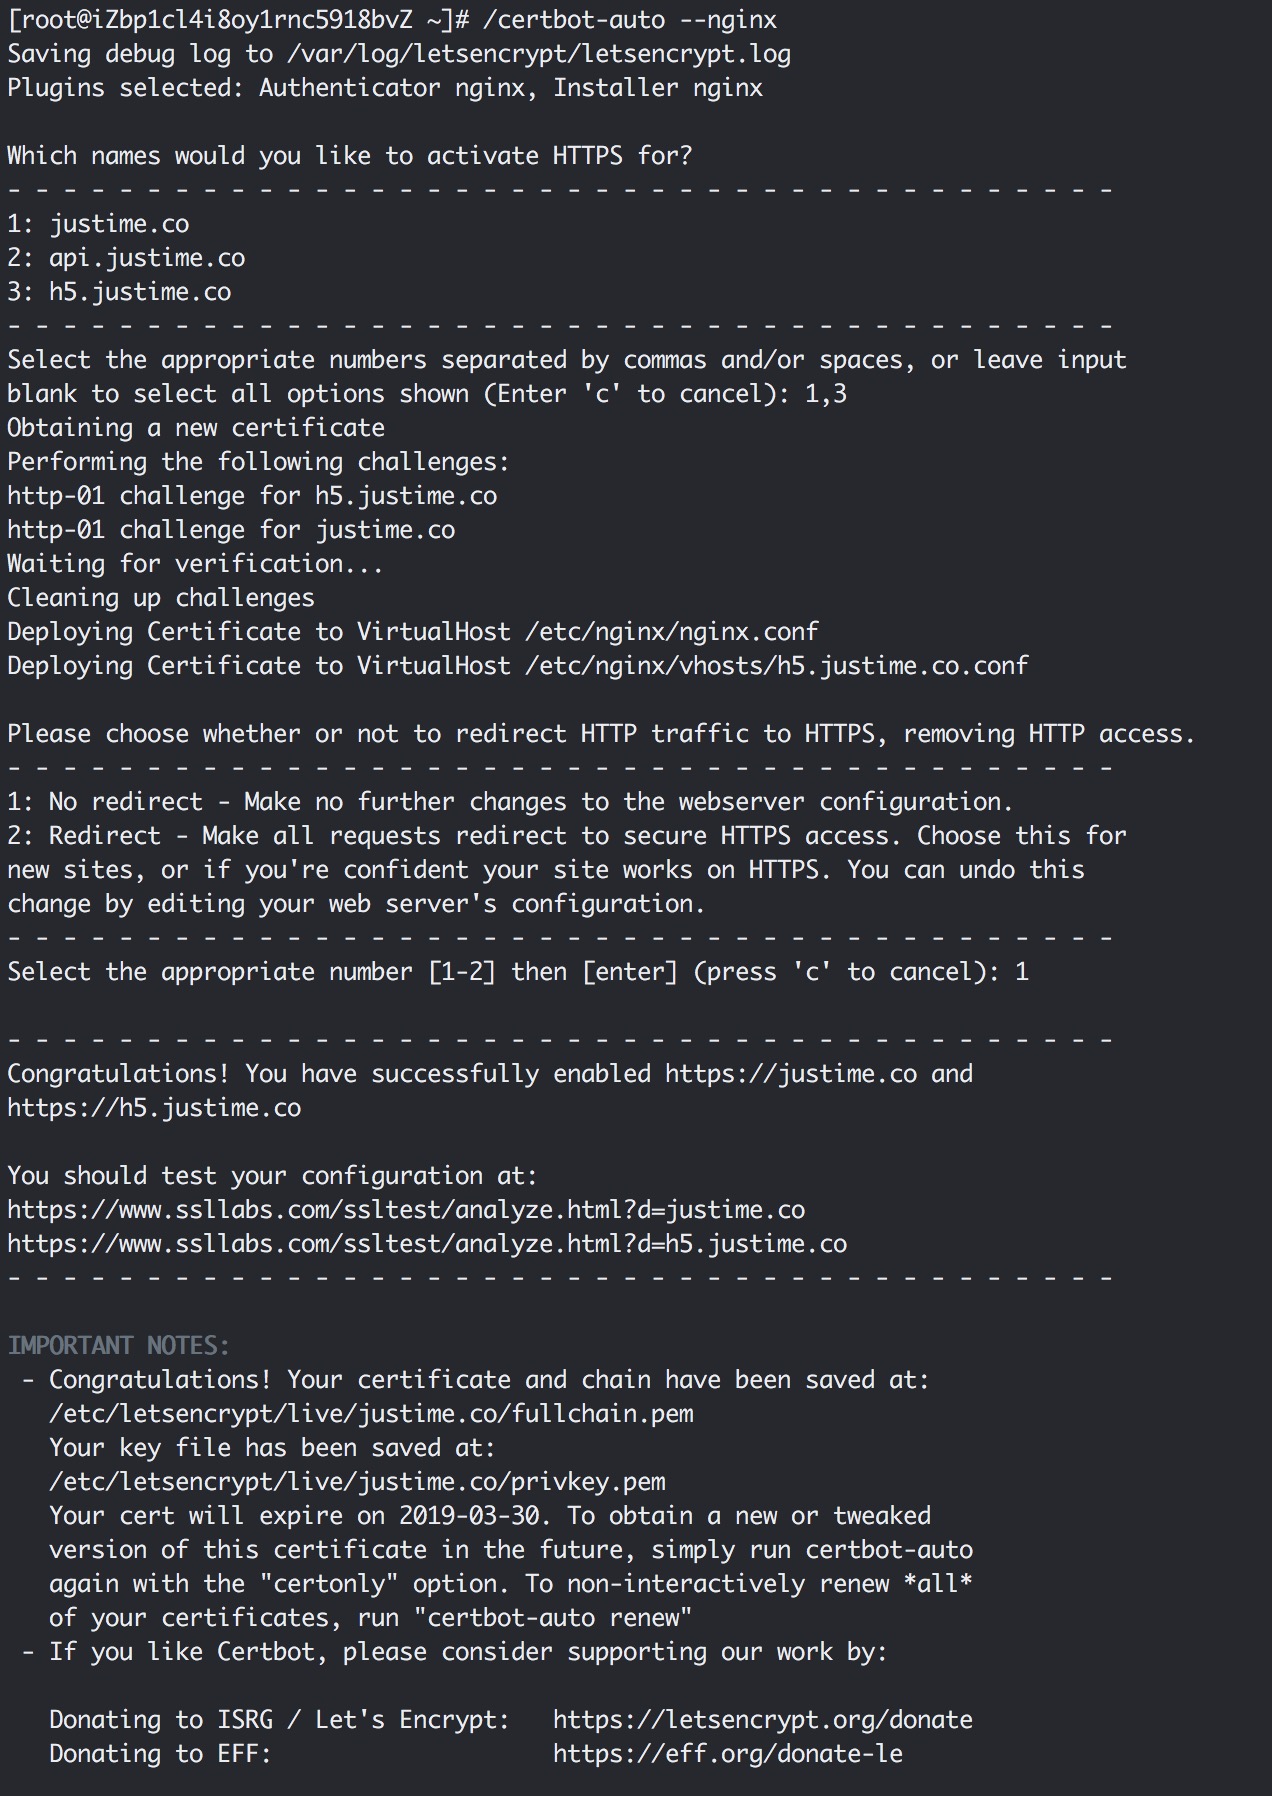 [root@iZbp1cl4i8oy1rnc5918bvZ ~]# /certbot-auto --nginx
Saving debug log to /var/log/letsencrypt/letsencrypt.log
Plugins selected: Authenticator nginx, Installer nginx

Which names would you like to activate HTTPS for?
- - - - - - - - - - - - - - - - - - - - - - - - - - - - - - - - - - - - - - - -
1: justime.co
2: api.justime.co
3: h5.justime.co
- - - - - - - - - - - - - - - - - - - - - - - - - - - - - - - - - - - - - - - -
Select the appropriate numbers separated by commas and/or spaces, or leave input
blank to select all options shown (Enter 'c' to cancel): 1,3
Obtaining a new certificate
Performing the following challenges:
http-01 challenge for h5.justime.co
http-01 challenge for justime.co
Waiting for verification...
Cleaning up challenges
Deploying Certificate to VirtualHost /etc/nginx/nginx.conf
Deploying Certificate to VirtualHost /etc/nginx/vhosts/h5.justime.co.conf

Please choose whether or not to redirect HTTP traffic to HTTPS, removing HTTP access.
- - - - - - - - - - - - - - - - - - - - - - - - - - - - - - - - - - - - - - - -
1: No redirect - Make no further changes to the webserver configuration.
2: Redirect - Make all requests redirect to secure HTTPS access. Choose this for
new sites, or if you're confident your site works on HTTPS. You can undo this
change by editing your web server's configuration.
- - - - - - - - - - - - - - - - - - - - - - - - - - - - - - - - - - - - - - - -
Select the appropriate number [1-2] then [enter] (press 'c' to cancel): 1

- - - - - - - - - - - - - - - - - - - - - - - - - - - - - - - - - - - - - - - -
Congratulations! You have successfully enabled https://justime.co and
https://h5.justime.co

You should test your configuration at:
https://www.ssllabs.com/ssltest/analyze.html?d=justime.co
https://www.ssllabs.com/ssltest/analyze.html?d=h5.justime.co
- - - - - - - - - - - - - - - - - - - - - - - - - - - - - - - - - - - - - - - -

IMPORTANT NOTES:
 - Congratulations! Your certificate and chain have been saved at:
   /etc/letsencrypt/live/justime.co/fullchain.pem
   Your key file has been saved at:
   /etc/letsencrypt/live/justime.co/privkey.pem
   Your cert will expire on 2019-03-30. To obtain a new or tweaked
   version of this certificate in the future, simply run certbot-auto
   again with the "certonly" option. To non-interactively renew *all*
   of your certificates, run "certbot-auto renew"
 - If you like Certbot, please consider supporting our work by:

   Donating to ISRG / Let's Encrypt:   https://letsencrypt.org/donate
   Donating to EFF:                    https://eff.org/donate-le